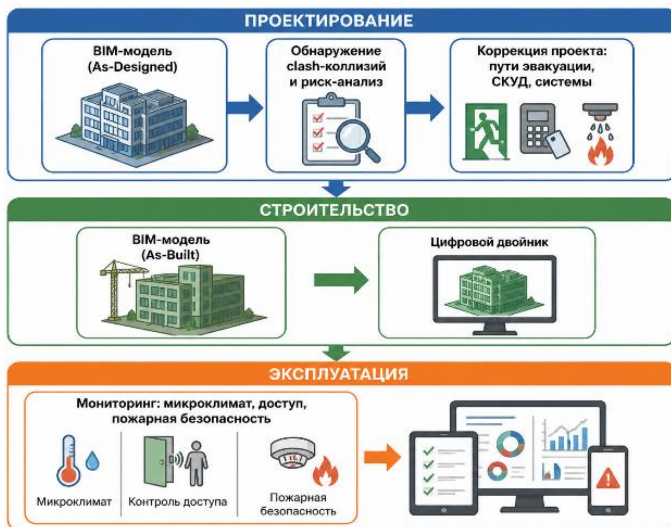 ПРОЕКТИРОВАНИЕ
BIM-модель
(As-Designed)
Обнаружение
clash-коллизий
и риск-анализ
Коррекция проекта:
пути эвакуации,
СКУД, системы
СТРОИТЕЛЬСТВО
BIM-модель
(As-Built)
Цифровой двойник
ЭКСПЛУАТАЦИЯ
Мониторинг: микроклимат, доступ,
пожарная безопасность
Микроклимат
Контроль доступа
Пожарная
безопасность